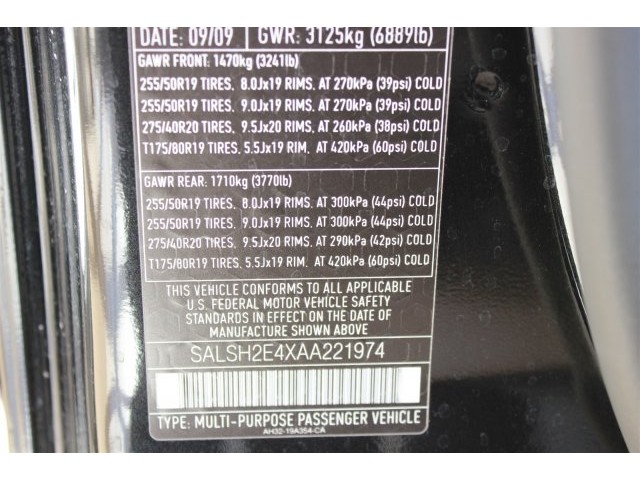 DATE: 09/09 GWR: 3125kg (6889lb)
GAWR FRONT: 1470kg (3241lb)
255/50R19 TIRES, 8.0Jx19 RIMS. AT 270kPa (39psi) COLD
255/50R19 TIRES, 9.0Jx19 RIMS. AT 270kPa (39psi) COLD
275/40R20 TIRES, 9.5Jx20 RIMS. AT 260kPa (38psi) COLD
T175/80R19 TIRES, 5.5Jx19 RIM, AT 420kPa (60psi) COLD
GAWR REAR: 1710kg (3770lb)
255/50R19 TIRES, 8.0Jx19 RIMS. AT 300kPa (44psi) COLD
255/50R19 TIRES, 9.0Jx19 RIMS. AT 300kPa (44psi) COLD
275/40R20 TIRES, 9.5Jx20 RIMS. AT 290kPa (42psi) COLD
T175/80R19 TIRES, 5.5Jx19 RIM, AT 420kPa (60psi) COLD
THIS VEHICLE CONFORMS TO ALL APPLICABLE
U.S. FEDERAL MOTOR VEHICLE SAFETY
STANDARDS IN EFFECT ON THE DATE OF
MANUFACTURE SHOWN ABOVE
SALSH2E4XAA221974
TYPE: MULTI-PURPOSE PASSENGER VEHICLE
AH32-19A354-CA